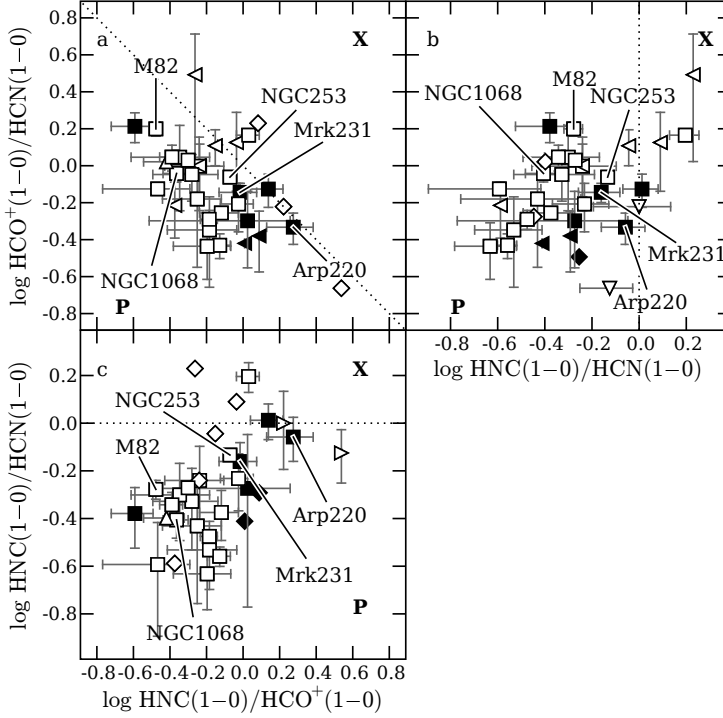 a
X
b
X
M82
NGC253
Mrk231
NGC1068
Arp220
P
NGC1068
M82
NGC253
Mrk231
Arp220
P
log HCO⁺(1−0)/HCN(1−0)
0.8
0.6
0.4
0.2
0.0
-0.2
-0.4
-0.6
-0.8
-0.8 -0.6 -0.4 -0.2 0.0 0.2
log HNC(1−0)/HCN(1−0)
c
X
NGC253
M82
Arp220
Mrk231
NGC1068
P
log HNC(1−0)/HCN(1−0)
0.2
0.0
-0.2
-0.4
-0.6
-0.8
-0.8 -0.6 -0.4 -0.2 0.0 0.2 0.4 0.6 0.8
log HNC(1−0)/HCO⁺(1−0)